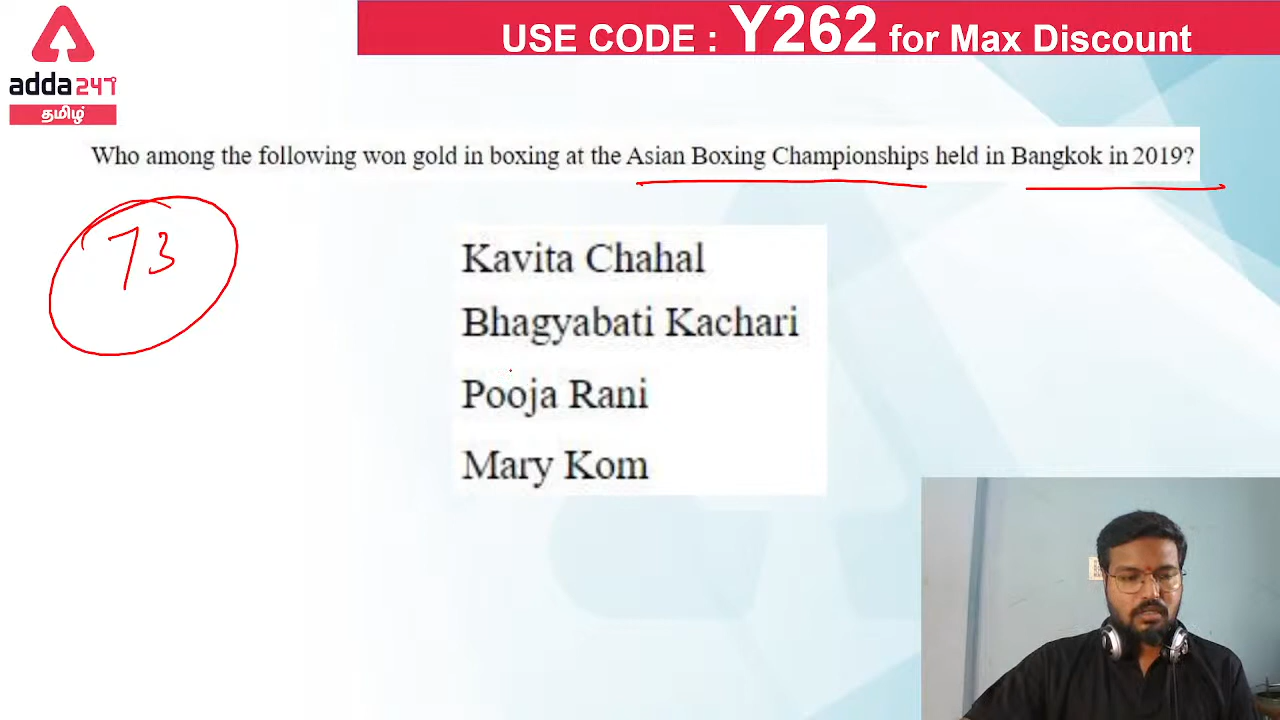 USE CODE : Y262 for Max Discount
adda247
தமிழ்
Who among the following won gold in boxing at the Asian Boxing Championships held in Bangkok in 2019?
73
Kavita Chahal
Bhagyabati Kachari
Pooja Rani
Mary Kom